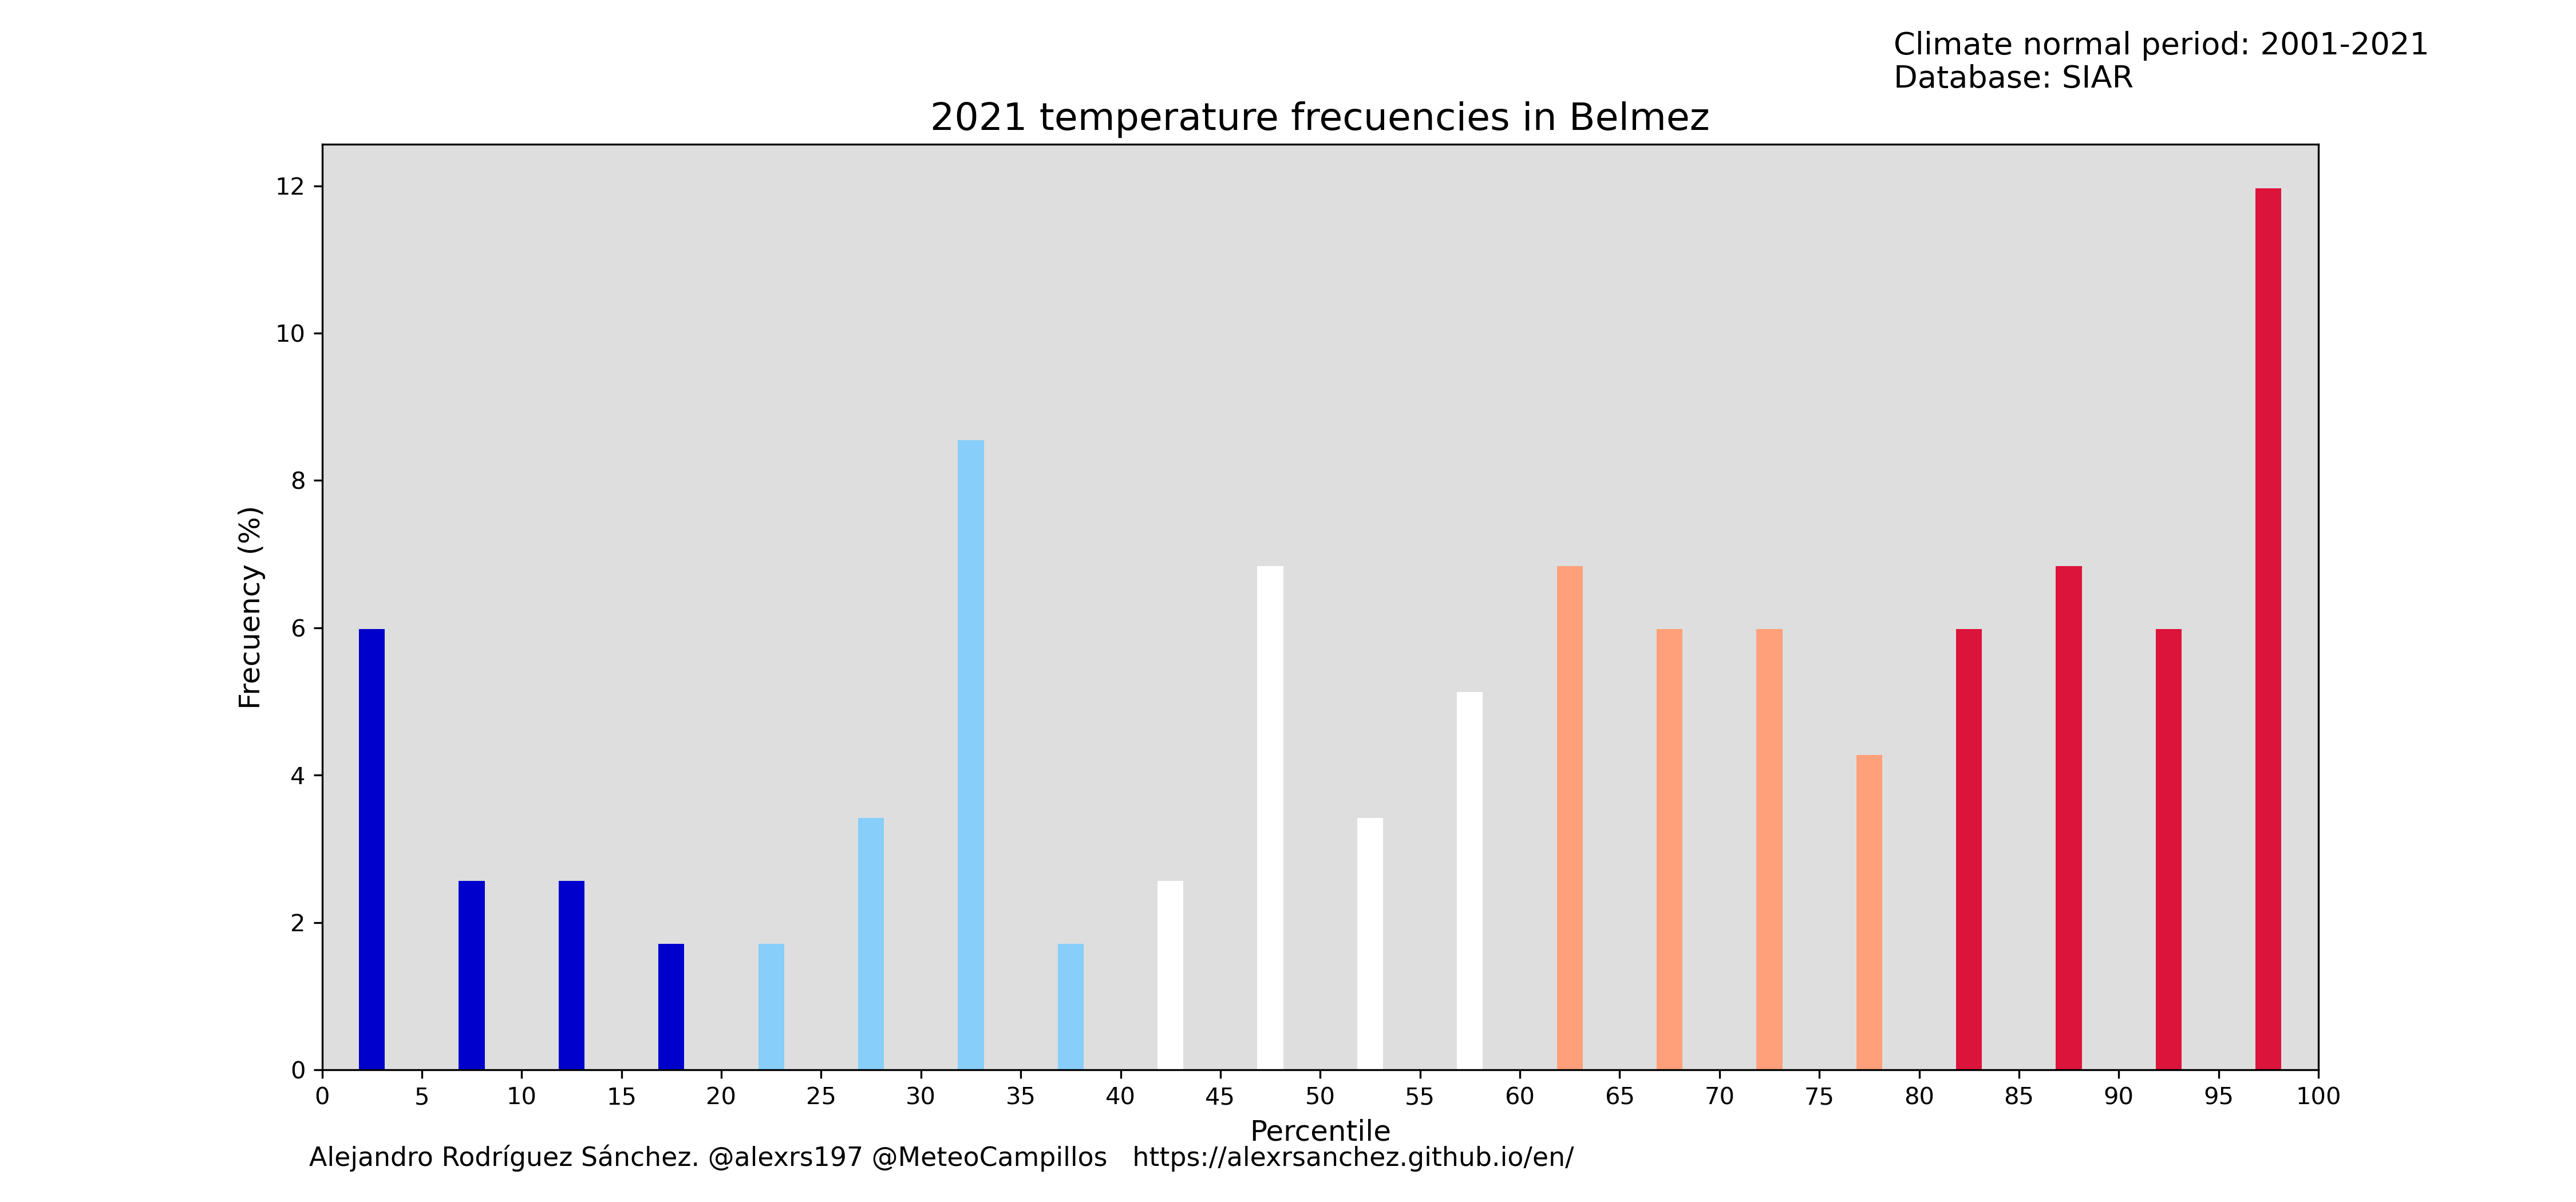 Climate normal period: 2001-2021
Database: SIAR
2021 temperature frecuencies in Belmez
12
10
8
6
4
2
0
Frecuency (%)
0 5 10 15 20 25 30 35 40 45 50 55 60 65 70 75 80 85 90 95 100
Percentile
Alejandro Rodríguez Sánchez. @alexrs197 @MeteoCampillos https://alexrsanchez.github.io/en/